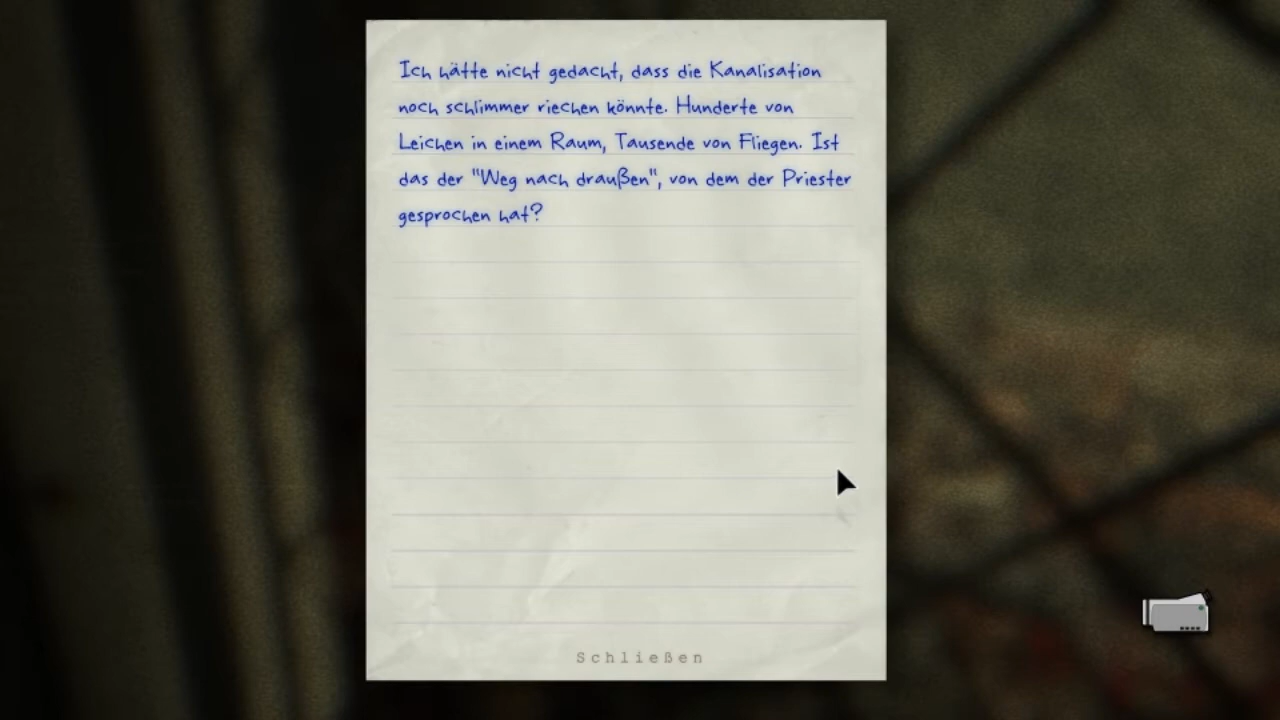 Ich hätte nicht gedacht, dass die Kanalisation
noch schlimmer riechen könnte. Hunderte von
Leichen in einem Raum, Tausende von Fliegen. Ist
das der "Weg nach draußen", von dem der Priester
gesprochen hat?
Schließen